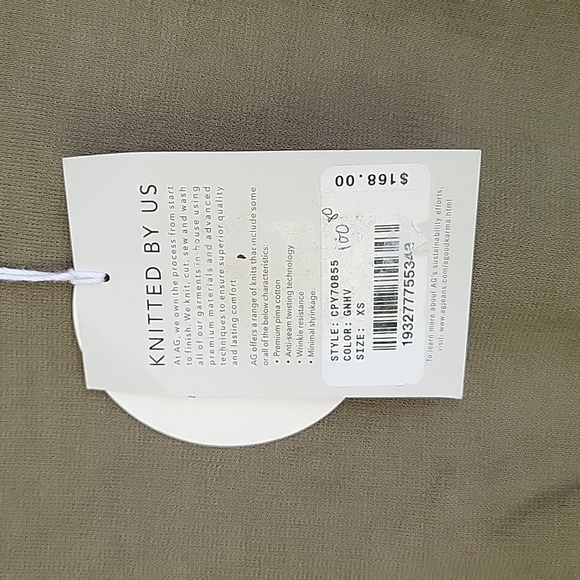 KNITTED BY US
At AG, we own the process from start
to finish. We knit, cut, sew and wash
all of our garments in-house using
premium materials and advanced
techniques to ensure superior quality
and lasting comfort.
AG offers a range of knits that include some
or all of the below characteristics:
• Premium pima cotton
• Anti-seam twisting technology
• Wrinkle resistance
• Minimal shrinkage
$168.00
STYLE: CPY70855
COLOR: GNHV
SIZE: XS
193277755342
To learn more about AG's sustainability efforts,
visit: www.agjeans.com/agoodkarma.html